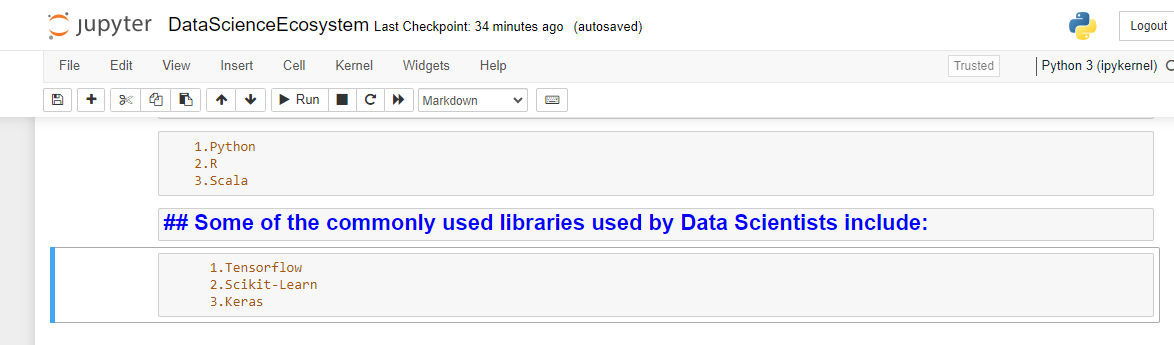 jupyter DataScienceEcosystem Last Checkpoint: 34 minutes ago (autosaved) Logout
File Edit View Insert Cell Kernel Widgets Help Trusted Python 3 (ipykernel)
Run Markdown
1.Python
2.R
3.Scala
## Some of the commonly used libraries used by Data Scientists include:
1.Tensorflow
2.Scikit-Learn
3.Keras